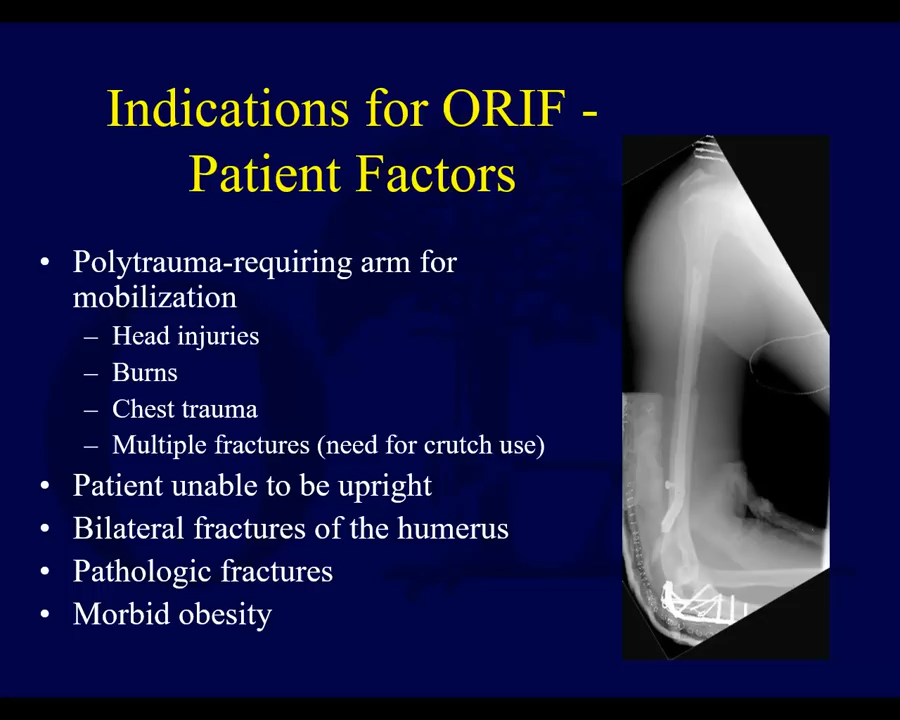 Indications for ORIF -
Patient Factors
• Polytrauma-requiring arm for
mobilization
– Head injuries
– Burns
– Chest trauma
– Multiple fractures (need for crutch use)
• Patient unable to be upright
• Bilateral fractures of the humerus
• Pathologic fractures
• Morbid obesity